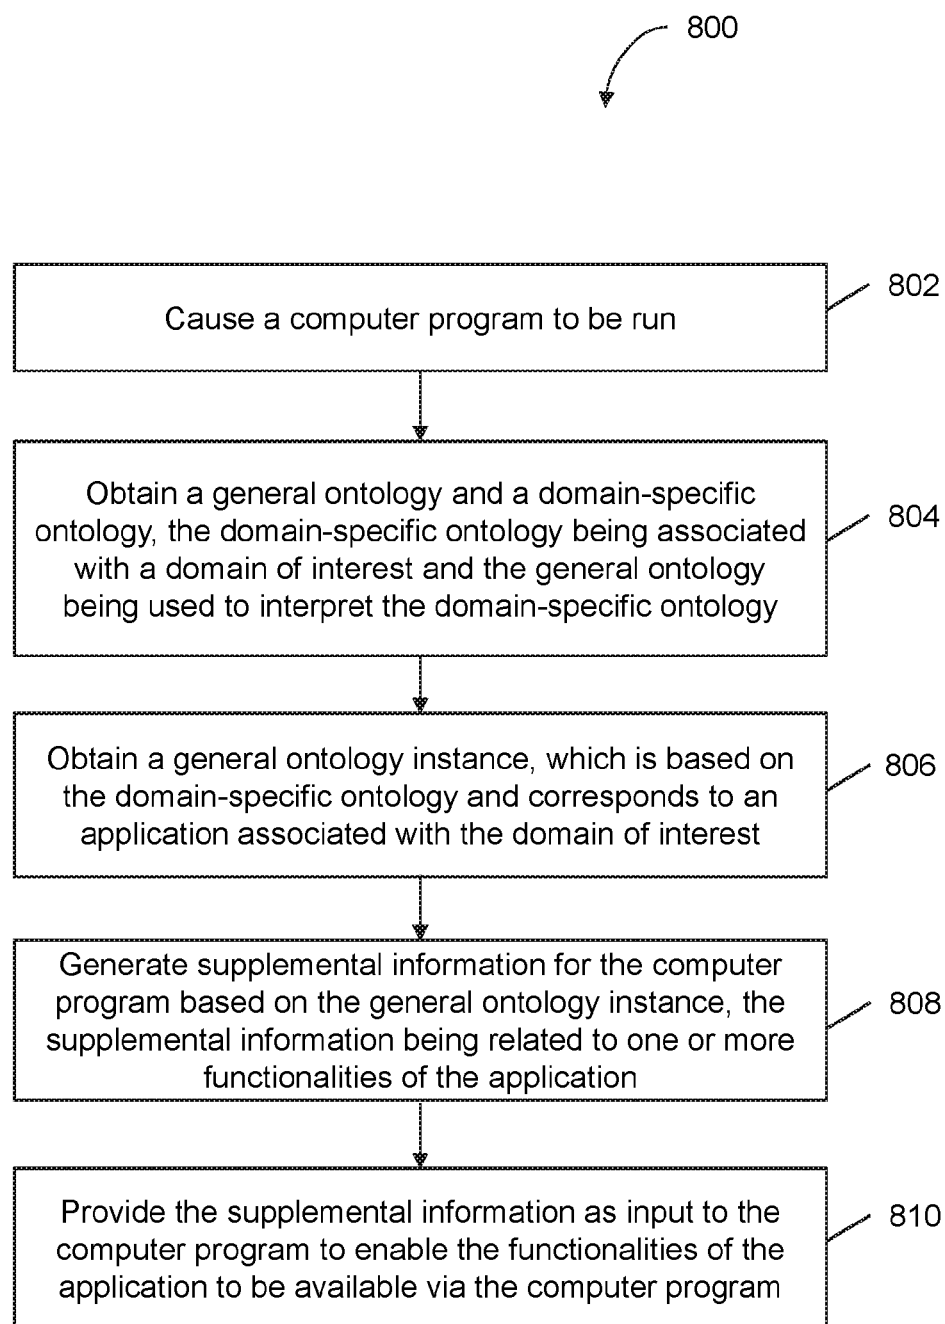 800
Cause a computer program to be run
802
Obtain a general ontology and a domain-specific
ontology, the domain-specific ontology being associated
with a domain of interest and the general ontology
being used to interpret the domain-specific ontology
804
Obtain a general ontology instance, which is based on
the domain-specific ontology and corresponds to an
application associated with the domain of interest
806
Generate supplemental information for the computer
program based on the general ontology instance, the
supplemental information being related to one or more
functionalities of the application
808
Provide the supplemental information as input to the
computer program to enable the functionalities of the
application to be available via the computer program
810